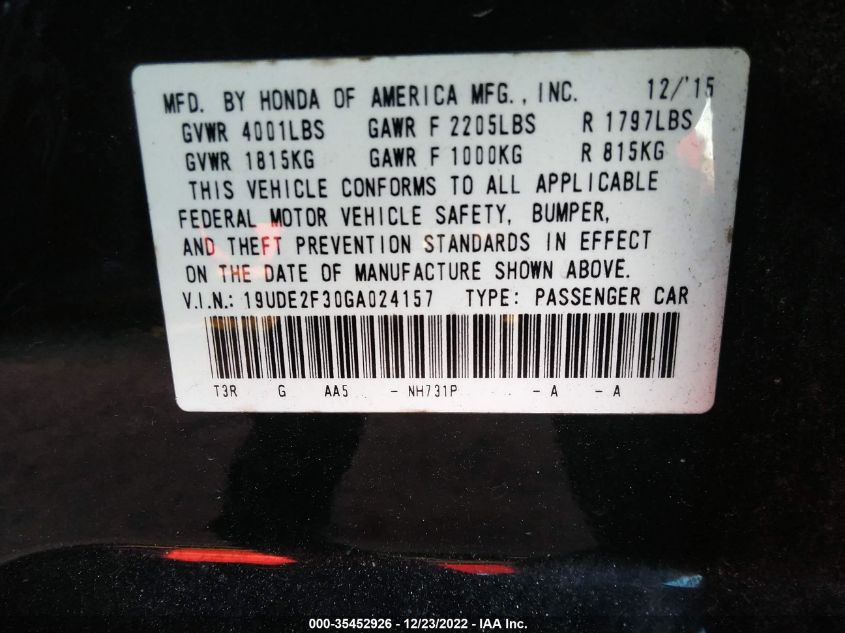 MFD. BY HONDA OF AMERICA MFG., INC. 12/'15
GVWR 4001LBS GAWR F 2205LBS R 1797LBS
GVWR 1815KG GAWR F 1000KG R 815KG
THIS VEHICLE CONFORMS TO ALL APPLICABLE
FEDERAL MOTOR VEHICLE SAFETY, BUMPER,
AND THEFT PREVENTION STANDARDS IN EFFECT
ON THE DATE OF MANUFACTURE SHOWN ABOVE.
V.I.N.: 19UDE2F30GA024157 TYPE: PASSENGER CAR
T3R G AA5 - NH731P - A - A
000-35452926 - 12/23/2022 - IAA Inc.